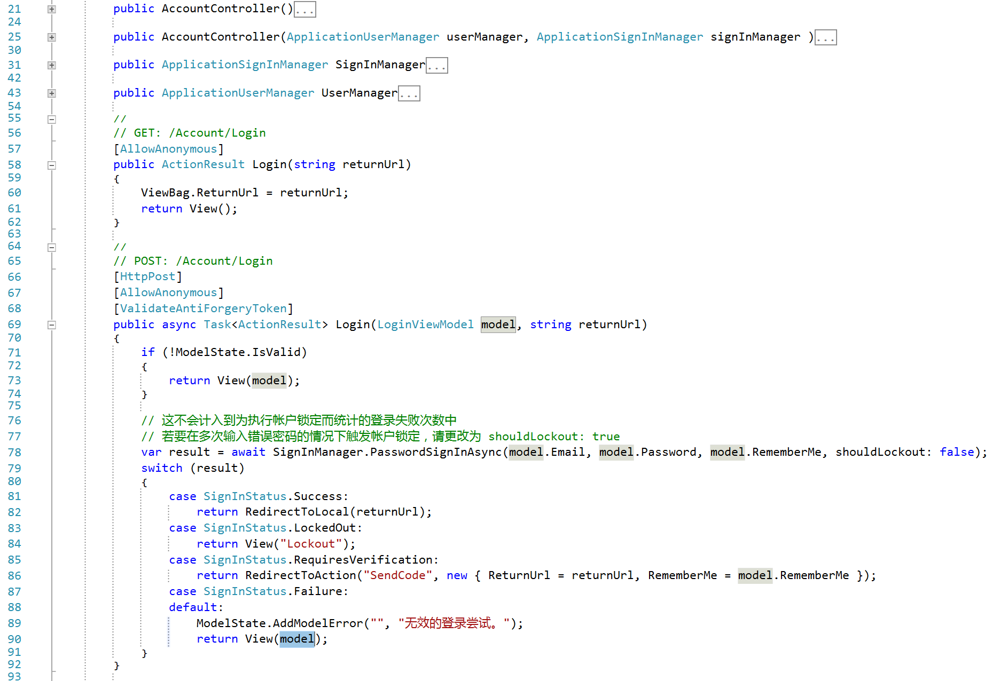 21 public AccountController()...
24
25 public AccountController(ApplicationUserManager userManager, ApplicationSignInManager signInManager )...
30
31 public ApplicationSignInManager SignInManager...
42
43 public ApplicationUserManager UserManager...
54
55 //
56 // GET: /Account/Login
57 [AllowAnonymous]
58 public ActionResult Login(string returnUrl)
59 {
60 ViewBag.ReturnUrl = returnUrl;
61 return View();
62 }
63
64 //
65 // POST: /Account/Login
66 [HttpPost]
67 [AllowAnonymous]
68 [ValidateAntiForgeryToken]
69 public async Task<ActionResult> Login(LoginViewModel model, string returnUrl)
70 {
71 if (!ModelState.IsValid)
72 {
73 return View(model);
74 }
75
76 // 这不会计入到为执行帐户锁定而统计的登录失败次数中
77 // 若要在多次输入错误密码的情况下触发帐户锁定，请更改为 shouldLockout: true
78 var result = await SignInManager.PasswordSignInAsync(model.Email, model.Password, model.RememberMe, shouldLockout: false);
79 switch (result)
80 {
81 case SignInStatus.Success:
82 return RedirectToLocal(returnUrl);
83 case SignInStatus.LockedOut:
84 return View("Lockout");
85 case SignInStatus.RequiresVerification:
86 return RedirectToAction("SendCode", new { ReturnUrl = returnUrl, RememberMe = model.RememberMe });
87 case SignInStatus.Failure:
88 default:
89 ModelState.AddModelError("", "无效的登录尝试。");
90 return View(model);
91 }
92 }
93